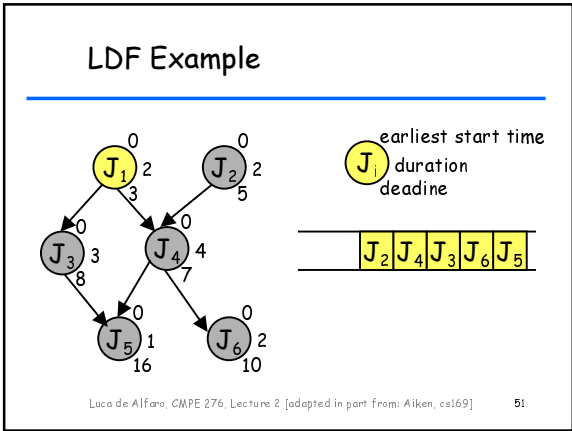 LDF Example
0
J1 2
3
0
J2 2
5
earliest start time
Ji duration
deadine
0
J3 3
8
0
J4 4
7
J2 J4 J3 J6 J5
0
J5 1
16
0
J6 2
10
Luca de Alfaro, CMPE 276, Lecture 2 [adapted in part from: Aiken, cs169] 51